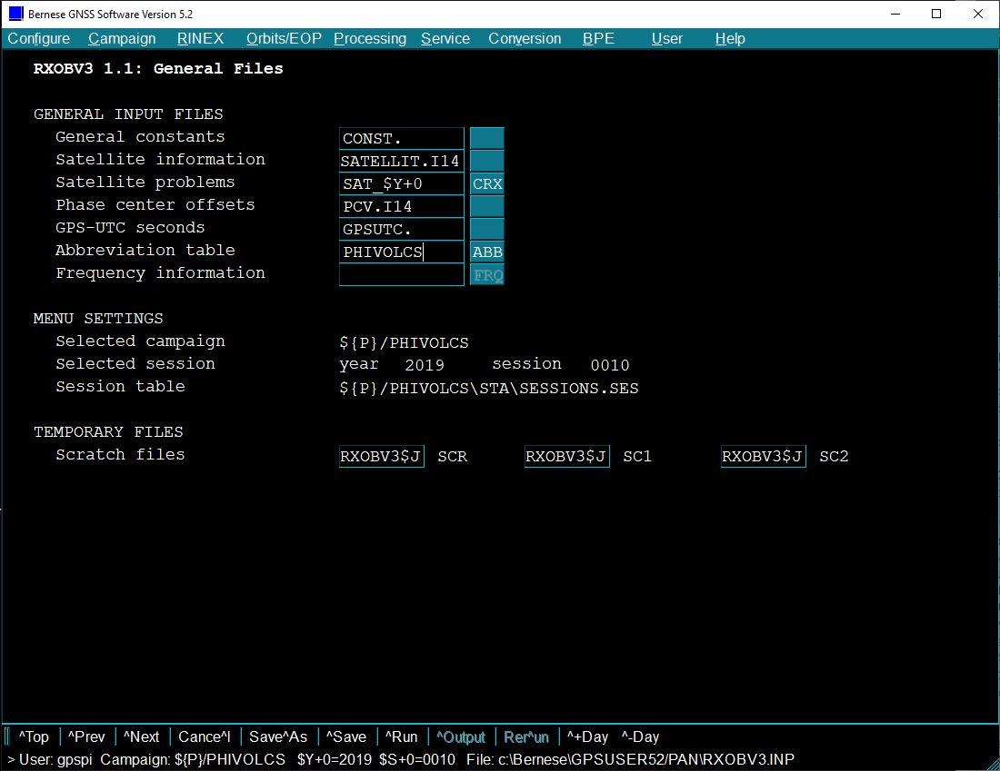 Bernese GNSS Software Version 5.2
Configure Campaign RINEX Orbits/EOP Processing Service Conversion BPE User Help
RXOBV3 1.1: General Files
GENERAL INPUT FILES
General constants CONST.
Satellite information SATELLIT.I14
Satellite problems SAT_$Y+0 CRX
Phase center offsets PCV.I14
GPS-UTC seconds GPSUTC.
Abbreviation table PHIVOLCS ABB
Frequency information FRQ
MENU SETTINGS
Selected campaign ${P}/PHIVOLCS
Selected session year 2019 session 0010
Session table ${P}/PHIVOLCS\STA\SESSIONS.SES
TEMPORARY FILES
Scratch files RXOBV3$J SCR RXOBV3$J SC1 RXOBV3$J SC2
^Top ^Prev ^Next Cance^l Save^As ^Save ^Run ^Output Rer^un ^+Day ^-Day
> User: gpspi Campaign: ${P}/PHIVOLCS $Y+0=2019 $S+0=0010 File: c:\Bernese\GPSUSER52/PAN\RXOBV3.INP